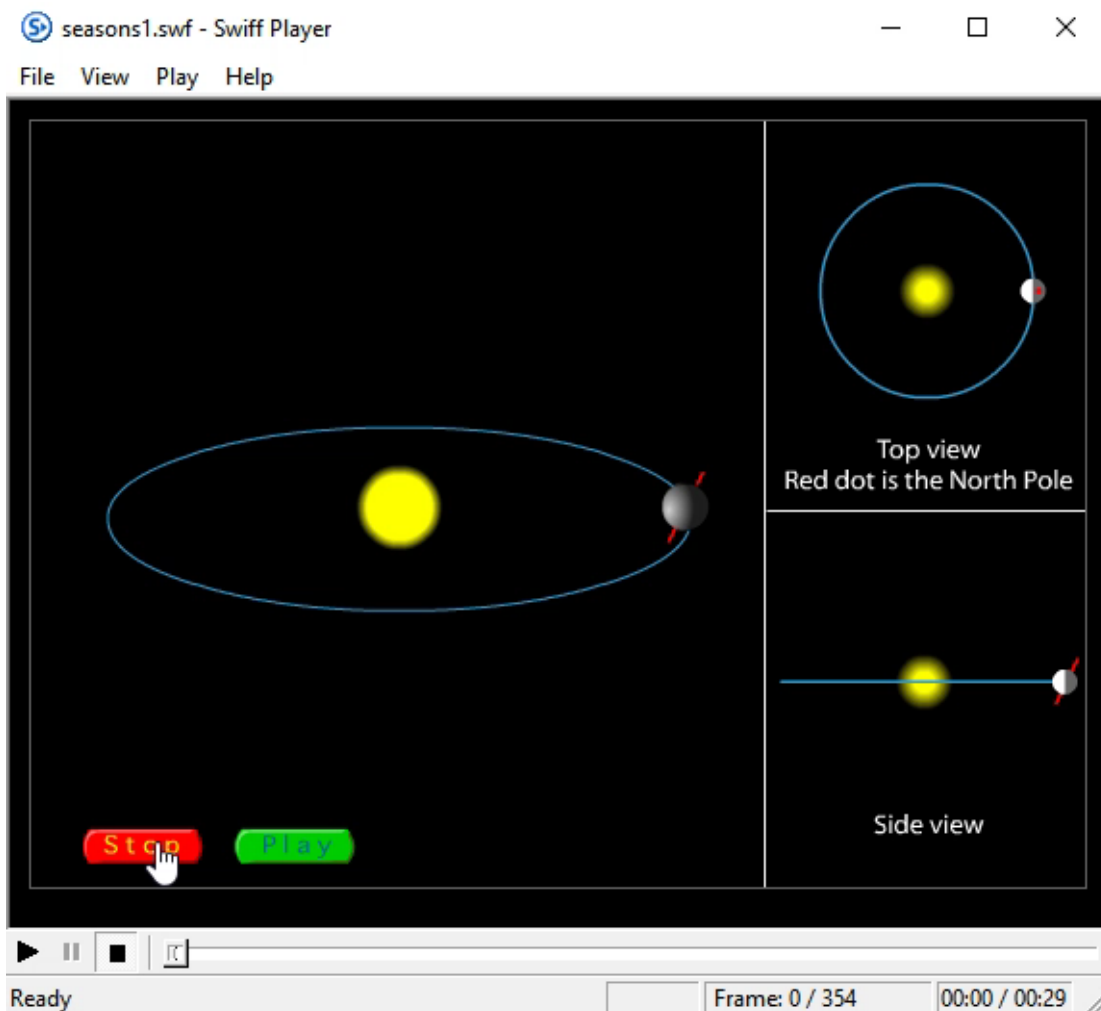 seasons1.swf - Swiff Player
File View Play Help
Top view
Red dot is the North Pole
Side view
Stop Play
Ready Frame: 0 / 354 00:00 / 00:29